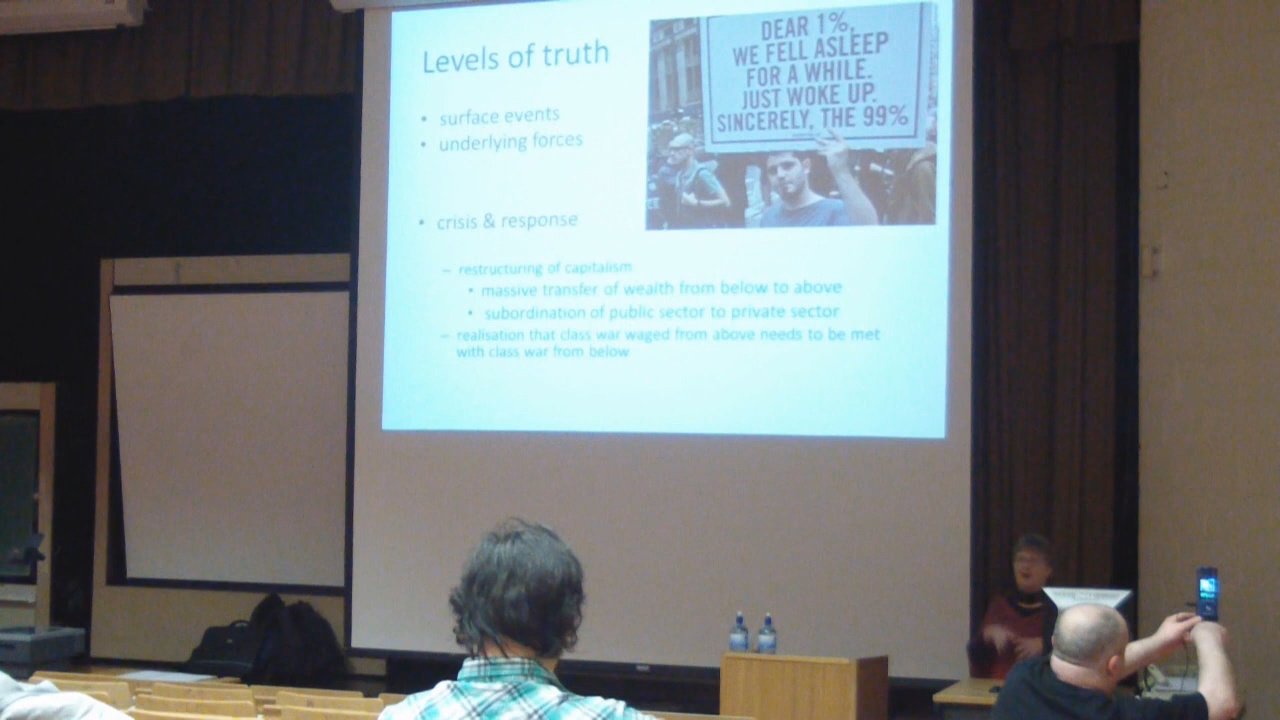 Levels of truth
• surface events
• underlying forces
• crisis & response
– restructuring of capitalism
• massive transfer of wealth from below to above
• subordination of public sector to private sector
– realisation that class war waged from above needs to be met
with class war from below
DEAR 1%,
WE FELL ASLEEP
FOR A WHILE.
JUST WOKE UP.
SINCERELY, THE 99%